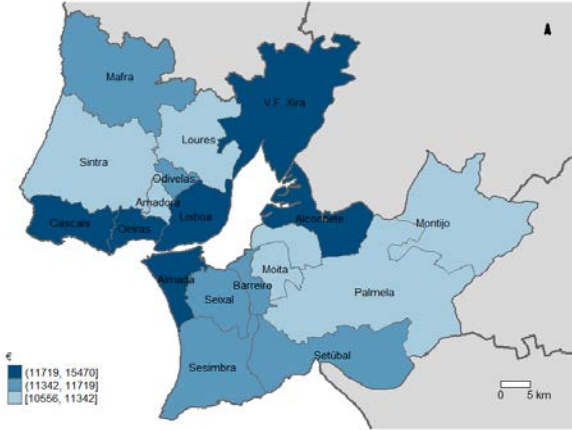 Mafra
V.F. Xira
Loures
Sintra
Odivelas
Amadora
Cascais
Oeiras
Lisboa
Alcochete
Montijo
Almada
Moita
Barreiro
Seixal
Palmela
Setúbal
Sesimbra
€
(11719, 15470]
(11342, 11719]
[10556, 11342]
0 5 km